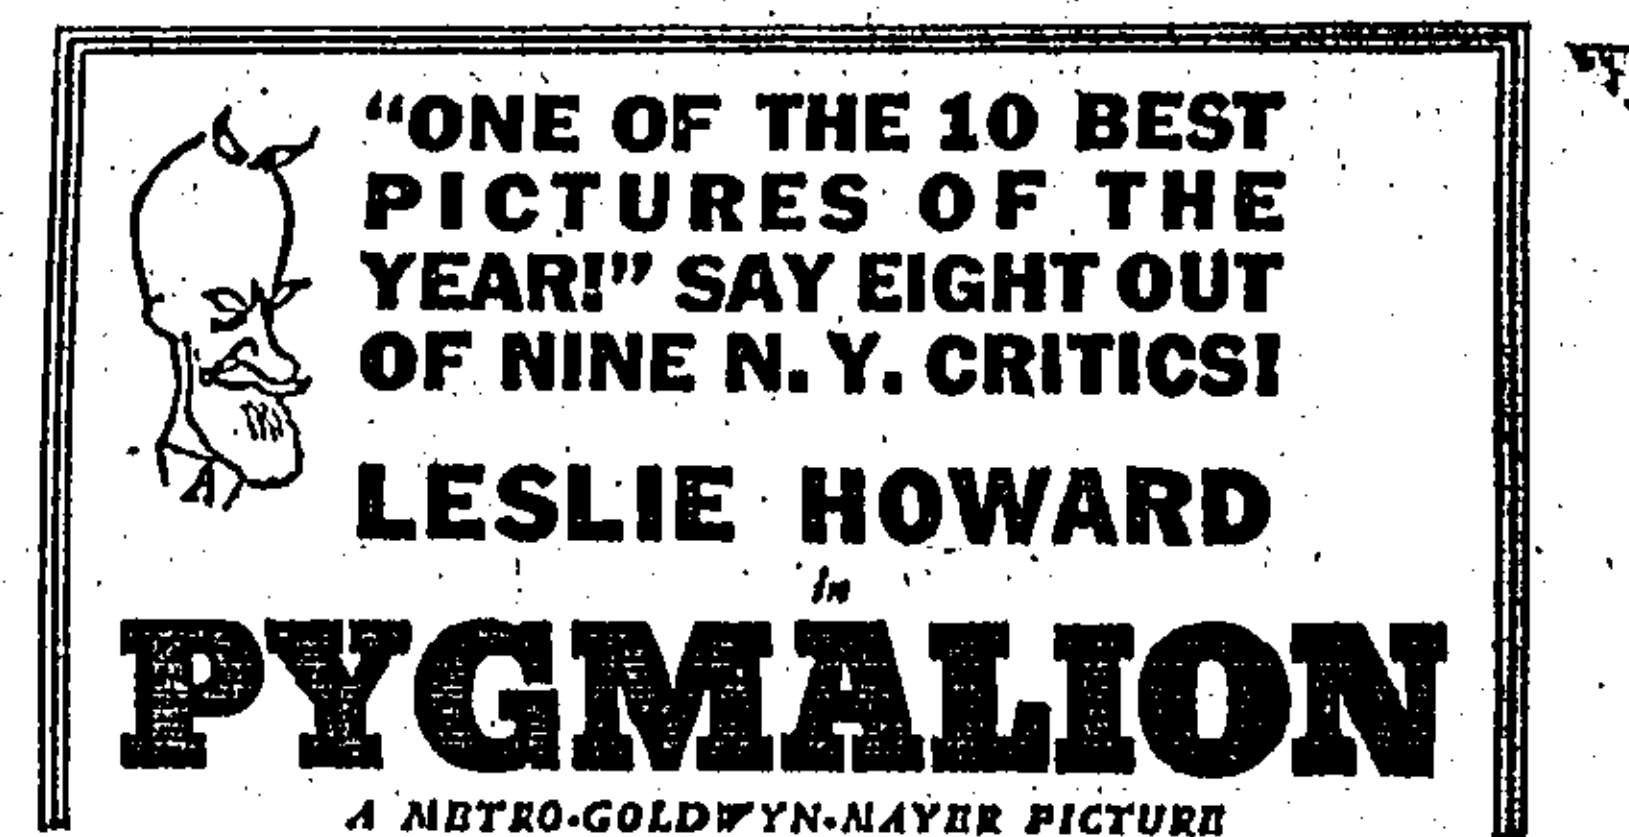 “ONE OF THE 10 BEST
PICTURES OF THE
YEAR!” SAY EIGHT OUT
OF NINE N. Y. CRITICS!
LESLIE HOWARD
in
PYGMALION
A METRO-GOLDWYN-MAYER PICTURE